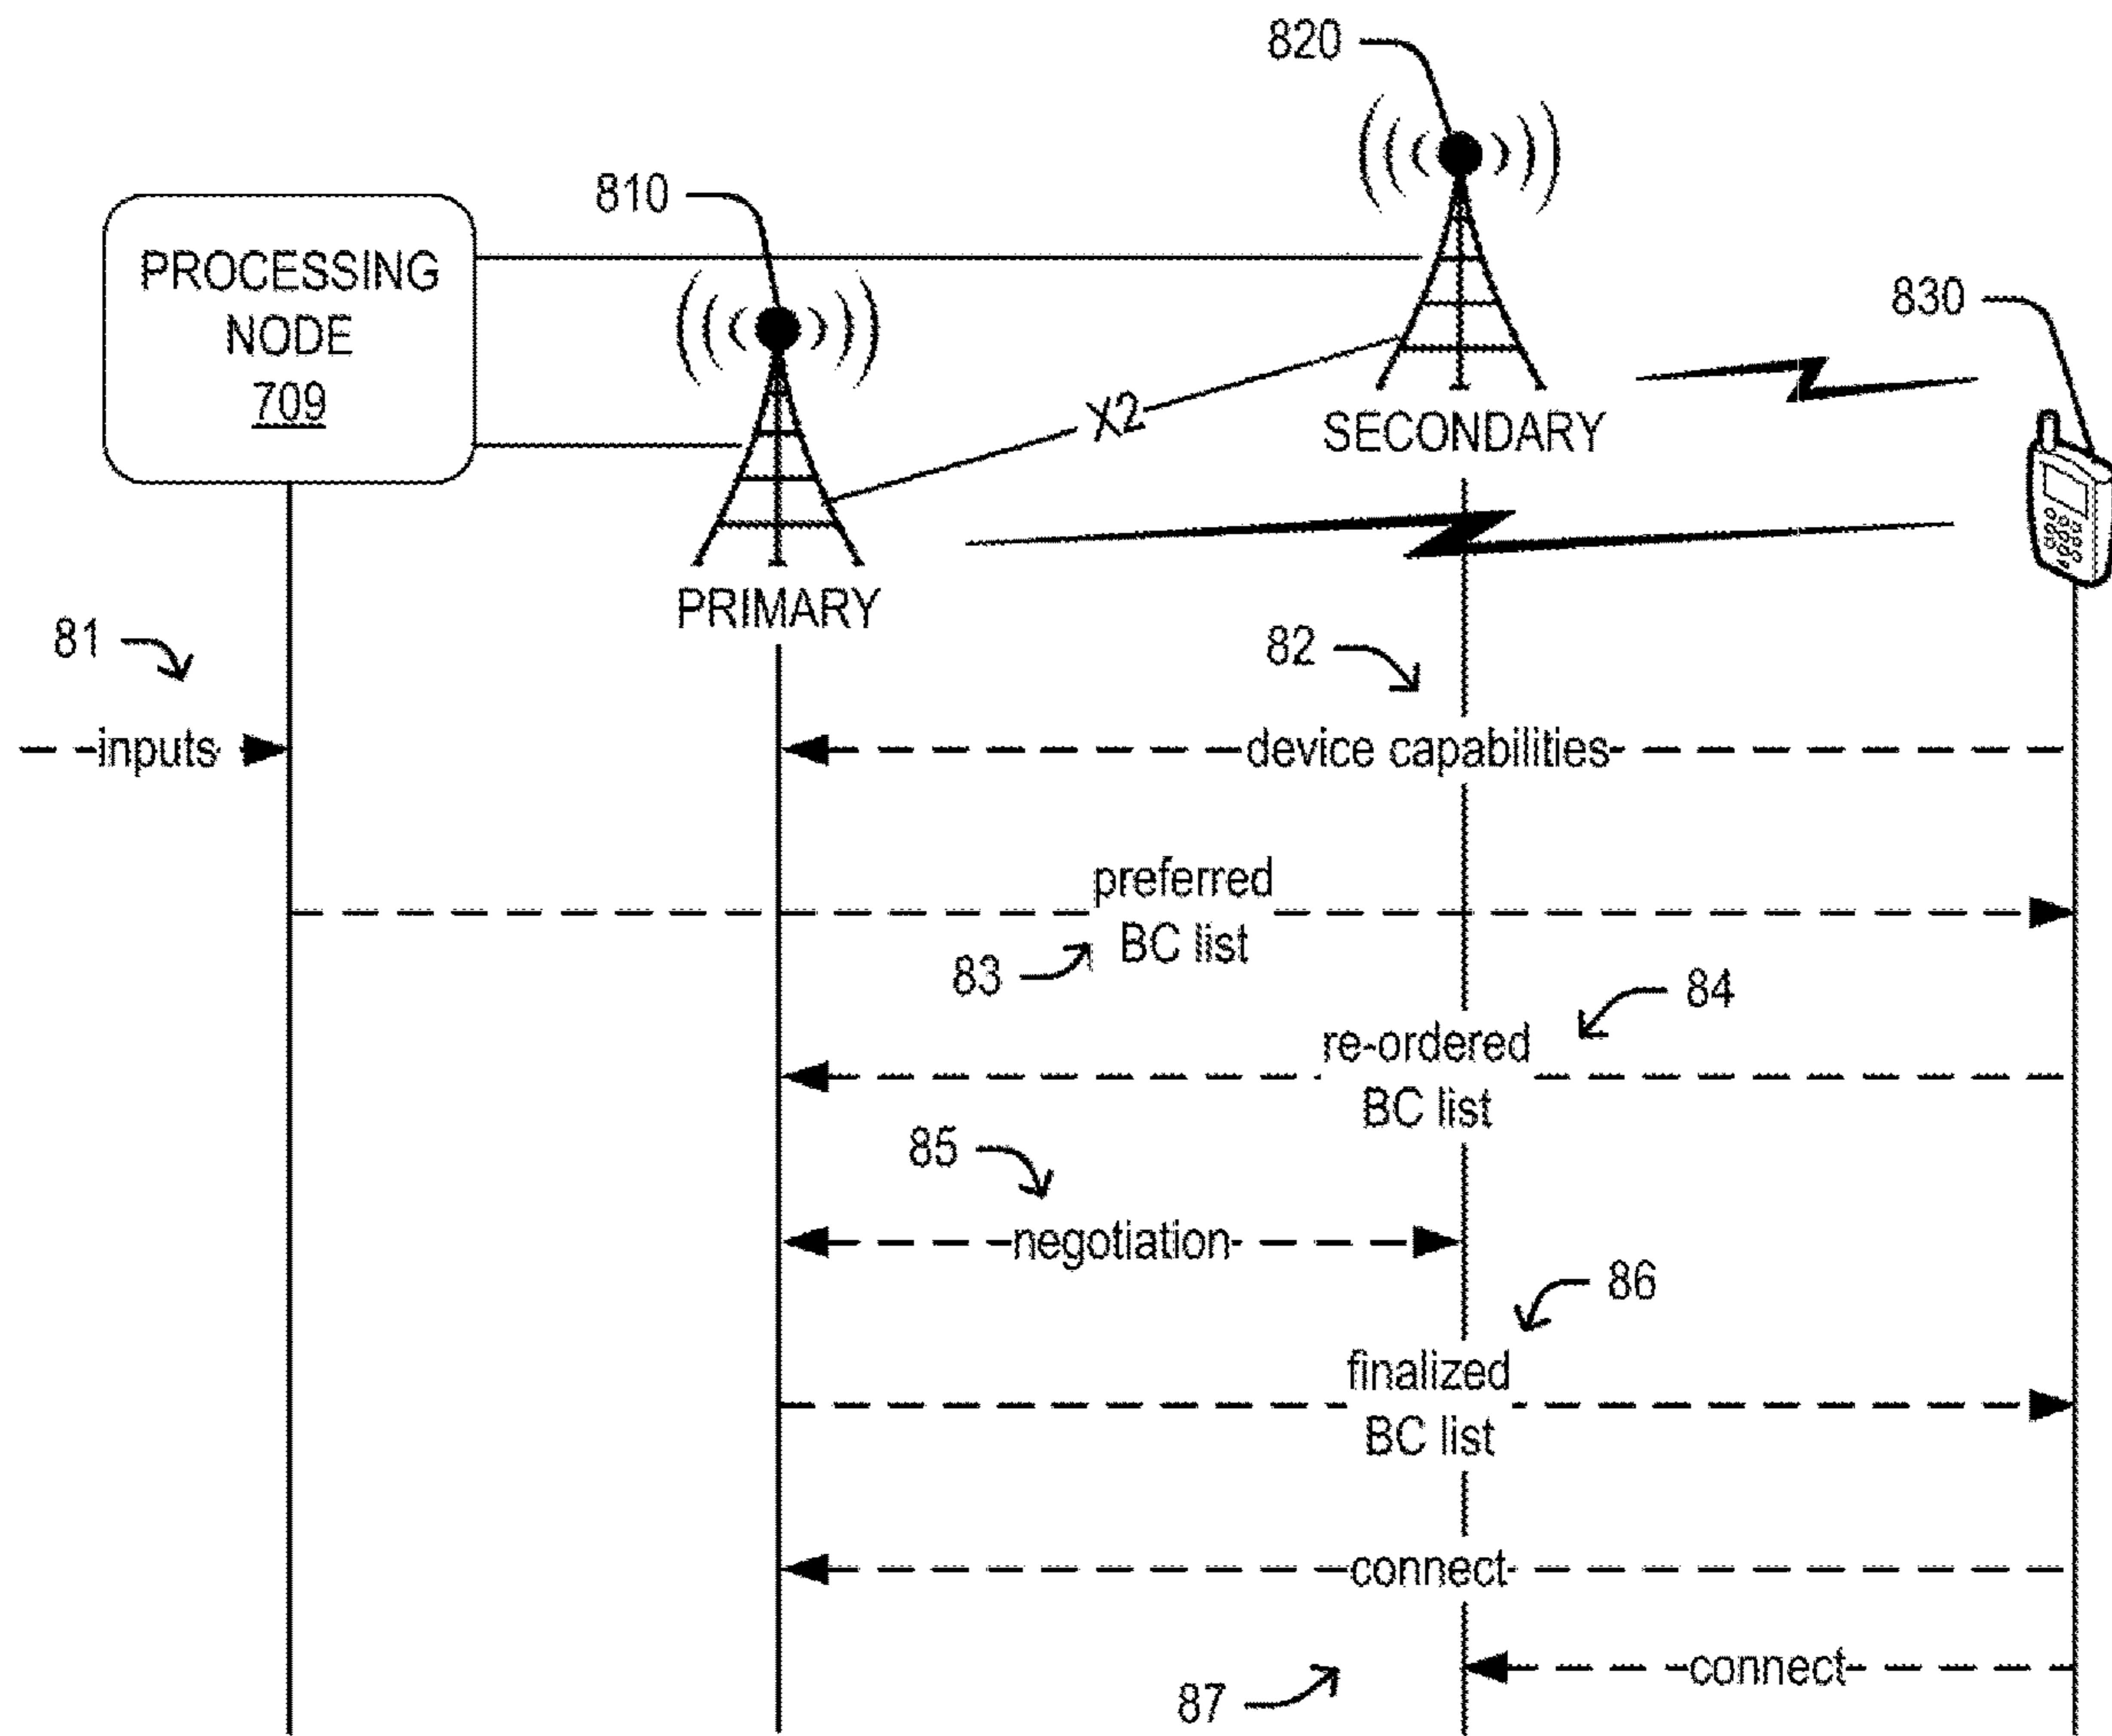 820
810
PROCESSING
NODE
709
830
X2
SECONDARY
PRIMARY
81
82
inputs
device capabilities
preferred
BC list
83
84
re-ordered
BC list
85
negotiation
86
finalized
BC list
connect
connect
87